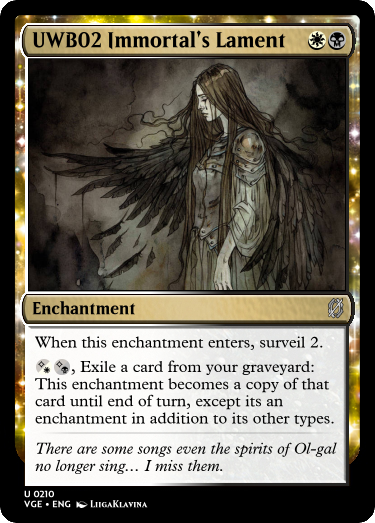 UWB02 Immortal's Lament
Enchantment
When this enchantment enters, surveil 2.
, Exile a card from your graveyard:
This enchantment becomes a copy of that
card until end of turn, except its an
enchantment in addition to its other types.
There are some songs even the spirits of Ol-gal
no longer sing… I miss them.
U 0210
VGE • ENG LIIGAKLAVINA